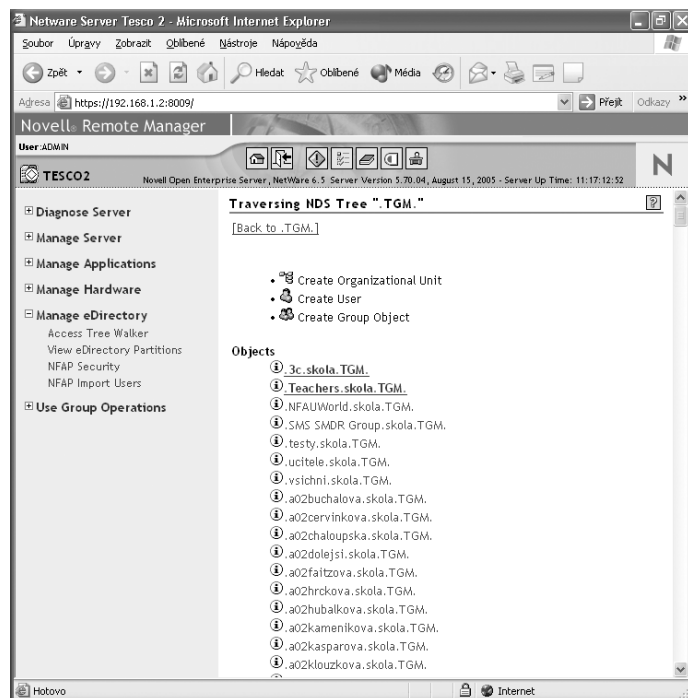 Netware Server Tesco 2 - Microsoft Internet Explorer
Soubor Úpravy Zobrazit Oblíbené Nástroje Nápověda
Zpět Hledat Oblíbené Média
Adresa https://192.168.1.2:8009/ Přejít Odkazy »
Novell® Remote Manager
User:ADMIN
TESCO2
Novell Open Enterprise Server, NetWare 6.5 Server Version 5.70.04, August 15, 2005 - Server Up Time: 11:17:12:52
N
Diagnose Server
Manage Server
Manage Applications
Manage Hardware
Manage eDirectory
Access Tree Walker
View eDirectory Partitions
NFAP Security
NFAP Import Users
Use Group Operations
Traversing NDS Tree ".TGM."
?
[Back to .TGM.]
• Create Organizational Unit
• Create User
• Create Group Object
Objects
.3c.skola.TGM.
.Teachers.skola.TGM.
.NFAUWorld.skola.TGM.
.SMS SMDR Group.skola.TGM.
.testy.skola.TGM.
.ucitele.skola.TGM.
.vsichni.skola.TGM.
.a02buchalova.skola.TGM.
.a02cervinkova.skola.TGM.
.a02chaloupska.skola.TGM.
.a02dolejsi.skola.TGM.
.a02faitzova.skola.TGM.
.a02hrckova.skola.TGM.
.a02hubalkova.skola.TGM.
.a02kamenikova.skola.TGM.
.a02kasparova.skola.TGM.
.a02klouzkova.skola.TGM.
Hotovo
Internet